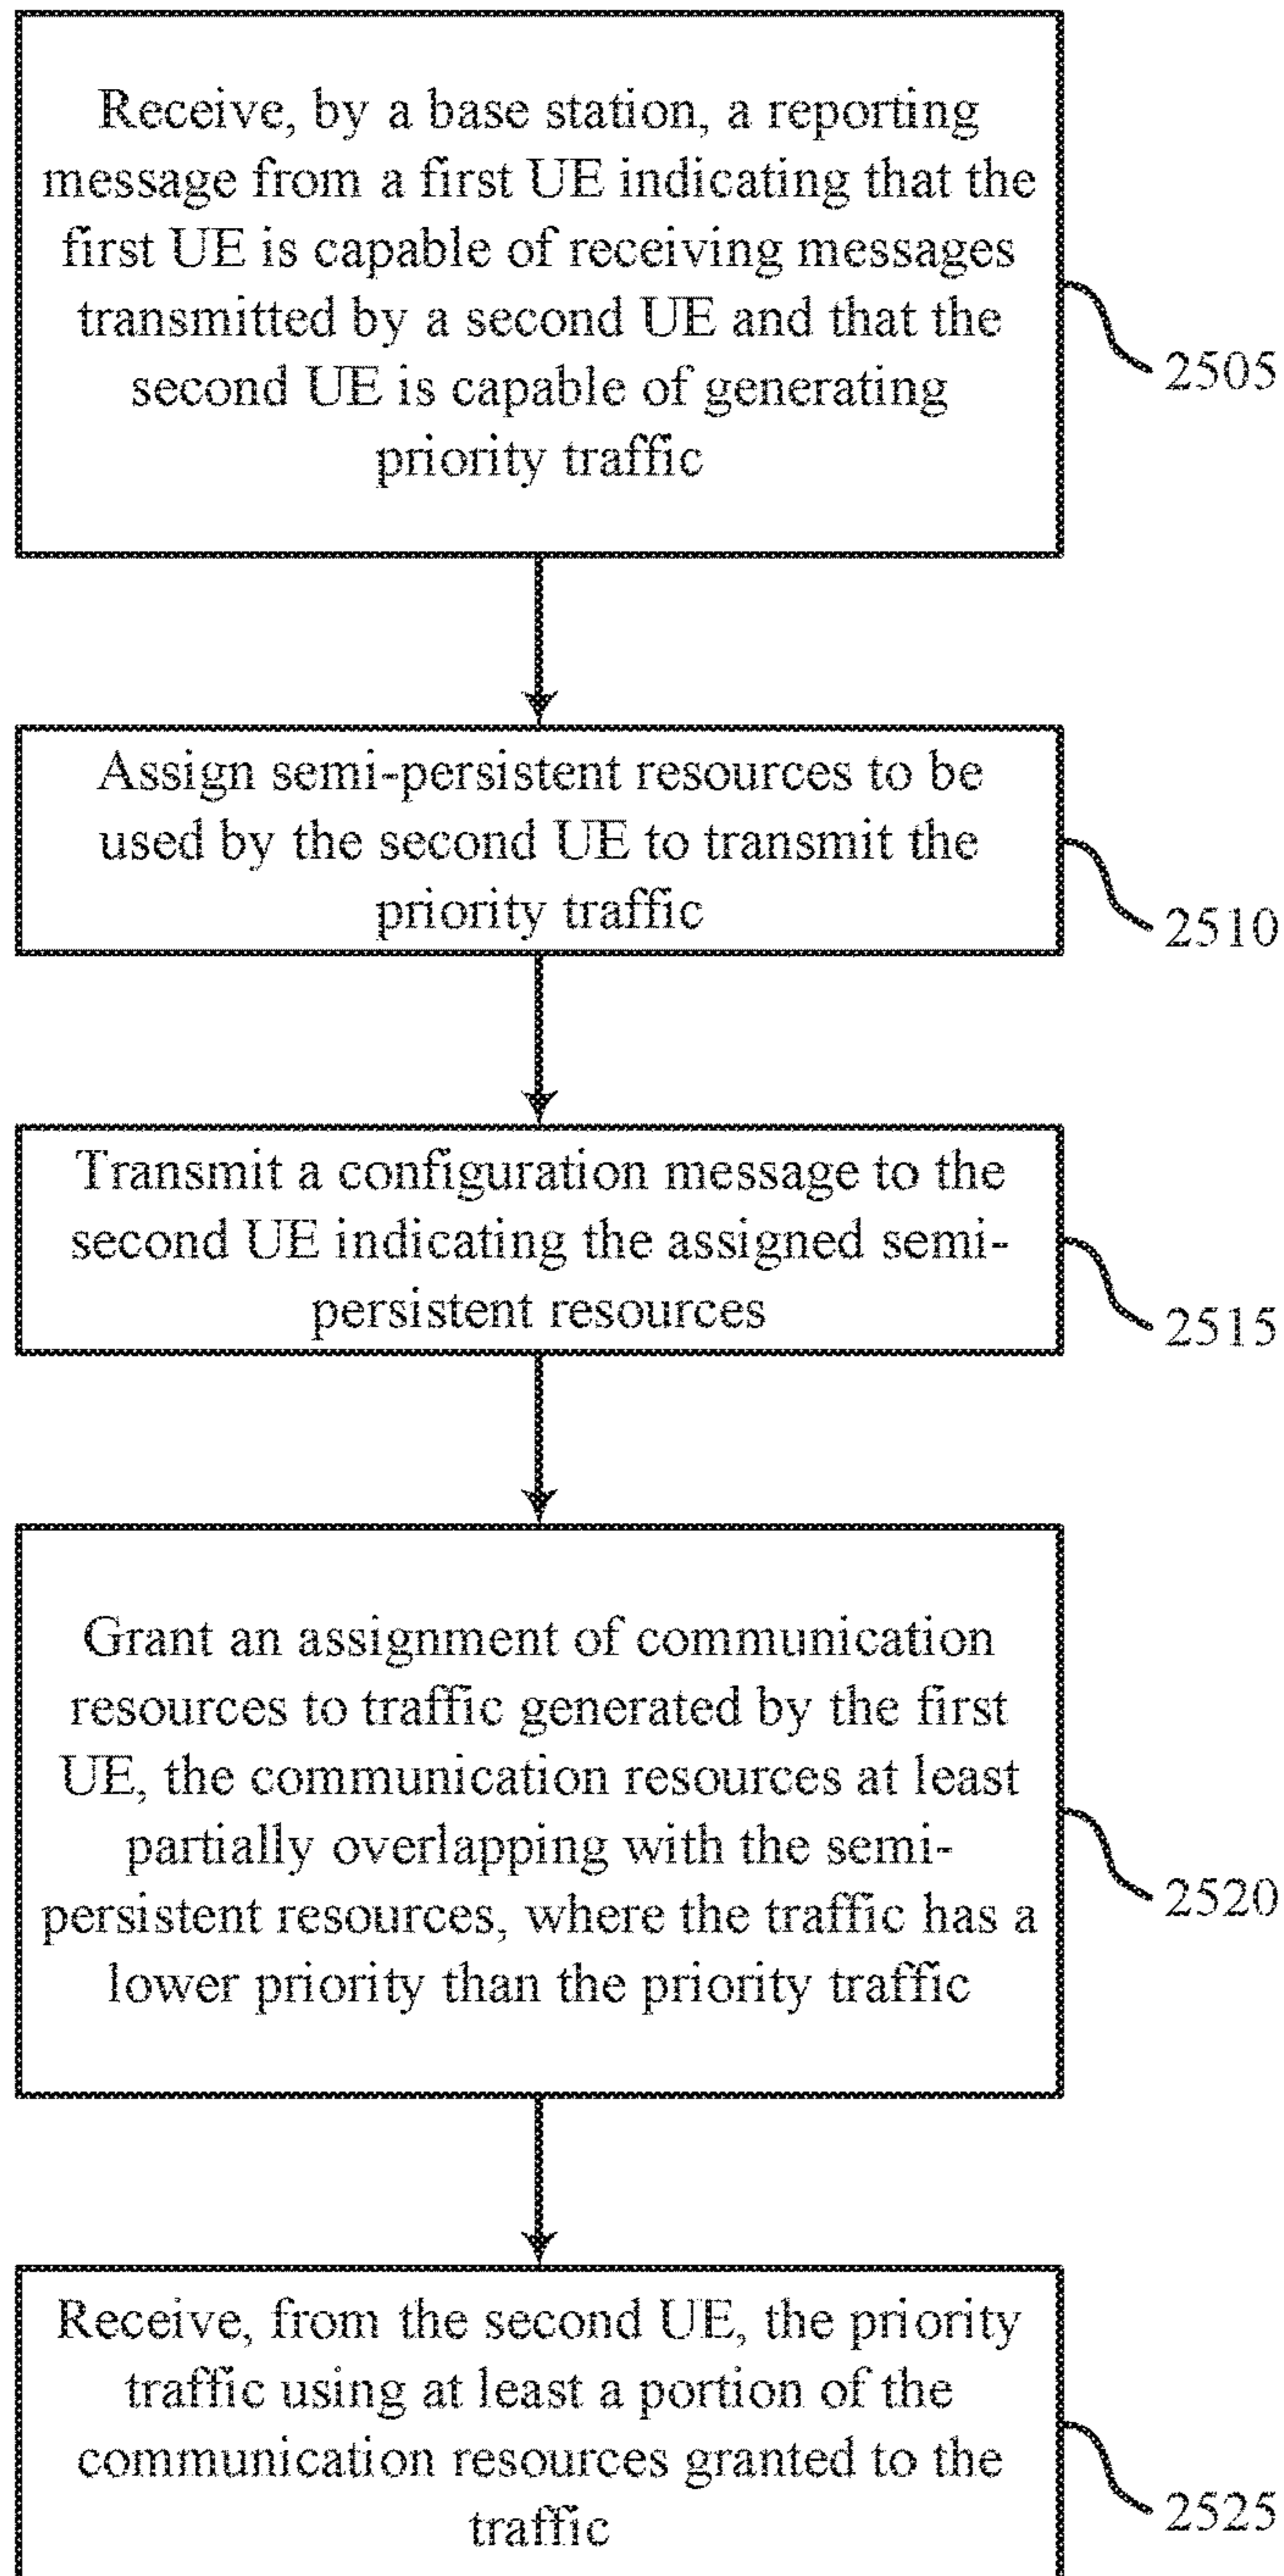 Receive, by a base station, a reporting
message from a first UE indicating that the
first UE is capable of receiving messages
transmitted by a second UE and that the
second UE is capable of generating
priority traffic
2505
Assign semi-persistent resources to be
used by the second UE to transmit the
priority traffic
2510
Transmit a configuration message to the
second UE indicating the assigned semi-
persistent resources
2515
Grant an assignment of communication
resources to traffic generated by the first
UE, the communication resources at least
partially overlapping with the semi-
persistent resources, where the traffic has a
lower priority than the priority traffic
2520
Receive, from the second UE, the priority
traffic using at least a portion of the
communication resources granted to the
traffic
2525